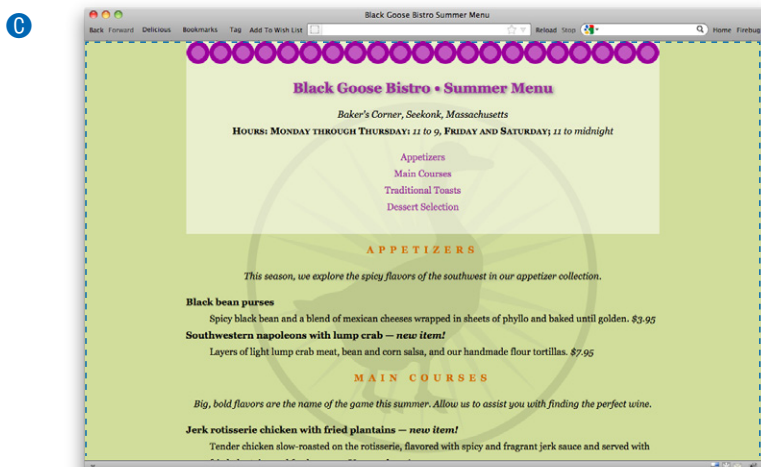 C
Black Goose Bistro Summer Menu
Back Forward Delicious Bookmarks Tag Add To Wish List Reload Stop Home Firebug
Black Goose Bistro • Summer Menu
Baker's Corner, Seekonk, Massachusetts
Hours: Monday through Thursday: 11 to 9, Friday and Saturday; 11 to midnight
Appetizers
Main Courses
Traditional Toasts
Dessert Selection
APPETIZERS
This season, we explore the spicy flavors of the southwest in our appetizer collection.
Black bean purses
Spicy black bean and a blend of mexican cheeses wrapped in sheets of phyllo and baked until golden. $3.95
Southwestern napoleons with lump crab — new item!
Layers of light lump crab meat, bean and corn salsa, and our handmade flour tortillas. $7.95
MAIN COURSES
Big, bold flavors are the name of the game this summer. Allow us to assist you with finding the perfect wine.
Jerk rotisserie chicken with fried plantains — new item!
Tender chicken slow-roasted on the rotisserie, flavored with spicy and fragrant jerk sauce and served with